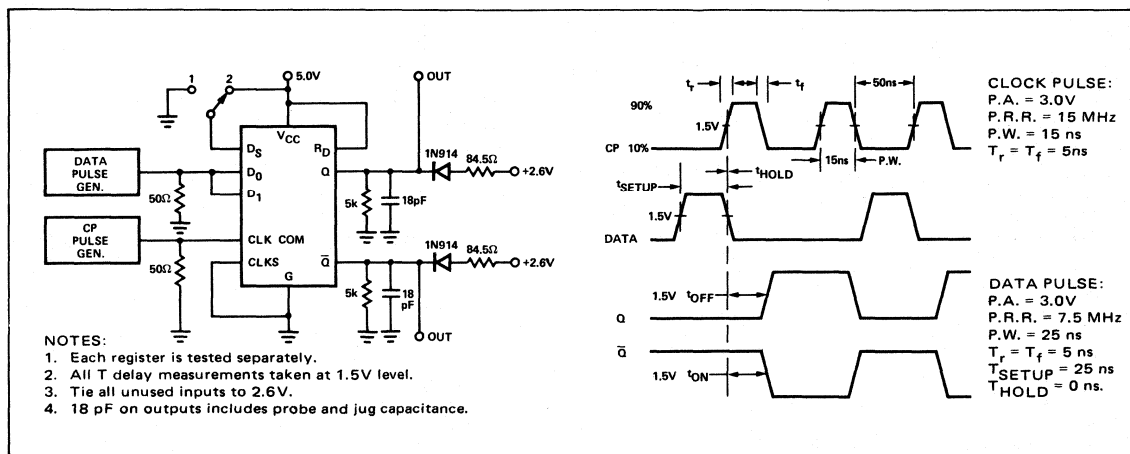 1
2
5.0V
OUT
VCC
DS
RD
DATA
PULSE
GEN.
D0
D1
Q
1N914
84.5Ω
+2.6V
50Ω
5k
18pF
CP
PULSE
GEN.
CLK COM
CLKS
Q̅
G
1N914
84.5Ω
+2.6V
50Ω
5k
18
pF
OUT
NOTES:
1. Each register is tested separately.
2. All T delay measurements taken at 1.5V level.
3. Tie all unused inputs to 2.6V.
4. 18 pF on outputs includes probe and jug capacitance.
tr
tf
50ns
90%
1.5V
CP 10%
15ns
P.W.
tHOLD
tSETUP
1.5V
DATA
1.5V tOFF
Q
Q̅
1.5V tON
CLOCK PULSE:
P.A. = 3.0V
P.R.R. = 15 MHz
P.W. = 15 ns
Tr = Tf = 5ns
DATA PULSE:
P.A. = 3.0V
P.R.R. = 7.5 MHz
P.W. = 25 ns
Tr = Tf = 5 ns
TSETUP = 25 ns
THOLD = 0 ns.